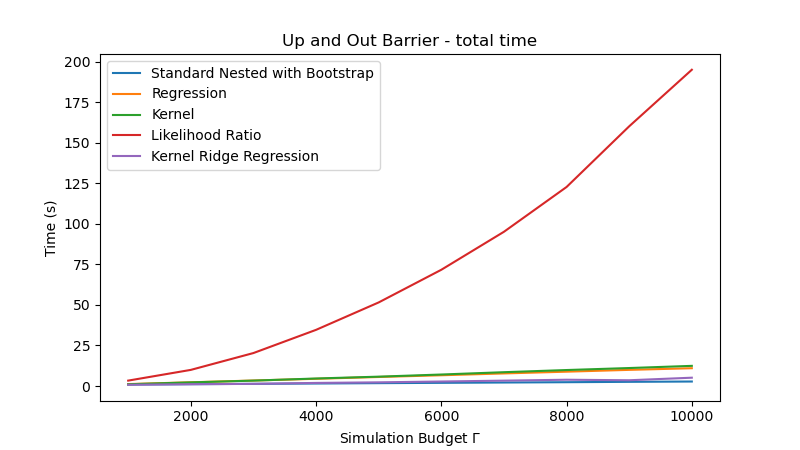 Up and Out Barrier - total time
Standard Nested with Bootstrap
Regression
Kernel
Likelihood Ratio
Kernel Ridge Regression
Time (s)
200
175
150
125
100
75
50
25
0
2000 4000 6000 8000 10000
Simulation Budget Γ